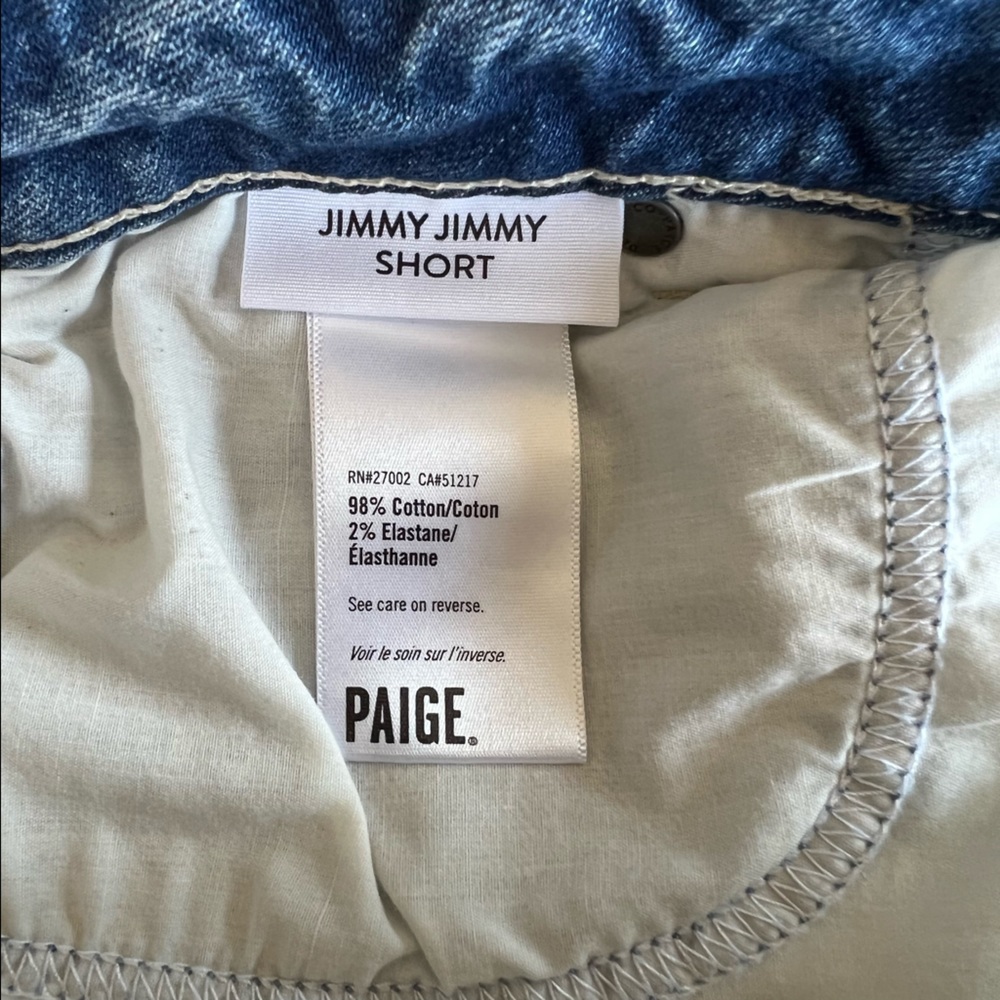 JIMMY JIMMY
SHORT
RN#27002 CA#51217
98% Cotton/Coton
2% Elastane/
Élasthanne
See care on reverse.
Voir le soin sur l'inverse.
PAIGE®